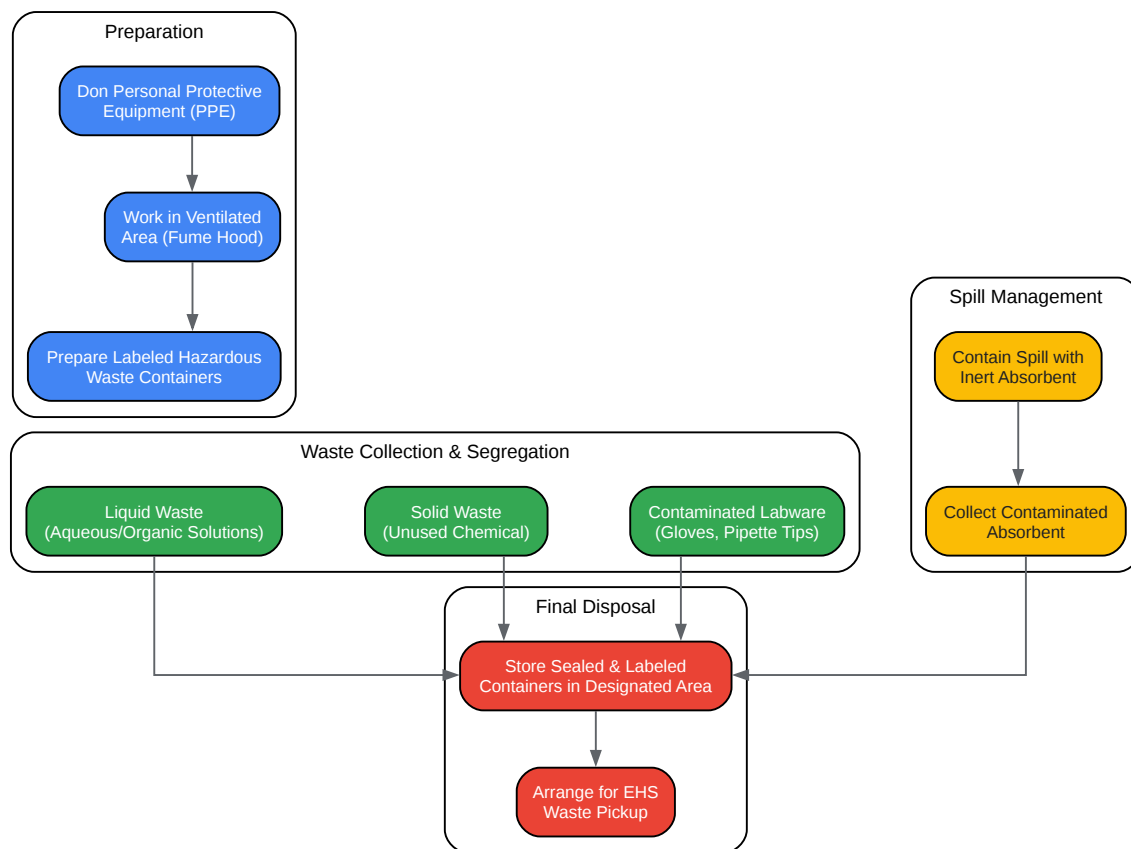 Preparation
Don Personal Protective
Equipment (PPE)
Work in Ventilated
Area (Fume Hood)
Prepare Labeled Hazardous
Waste Containers
Spill Management
Contain Spill with
Inert Absorbent
Collect Contaminated
Absorbent
Waste Collection & Segregation
Liquid Waste
(Aqueous/Organic Solutions)
Solid Waste
(Unused Chemical)
Contaminated Labware
(Gloves, Pipette Tips)
Final Disposal
Store Sealed & Labeled
Containers in Designated Area
Arrange for EHS
Waste Pickup